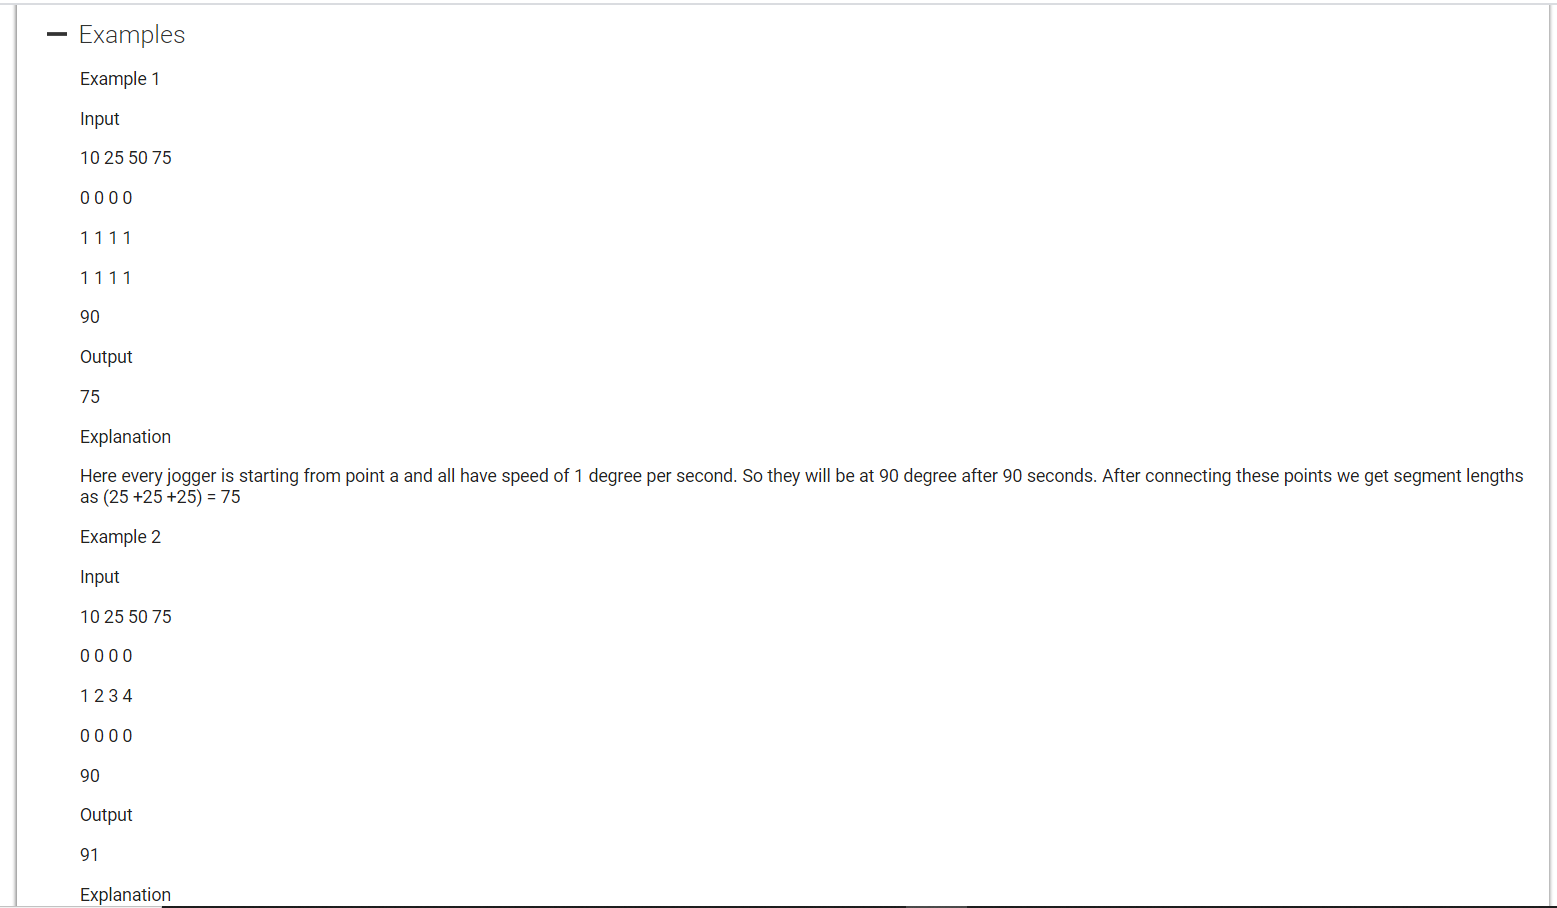 Examples
Example 1
Input
10 25 50 75
0 0 0 0
1 1 1 1
1 1 1 1
90
Output
75
Explanation
Here every jogger is starting from point a and all have speed of 1 degree per second. So they will be at 90 degree after 90 seconds. After connecting these points we get segment lengths
as (25 +25 +25) = 75
Example 2
Input
10 25 50 75
0 0 0 0
1 2 3 4
0 0 0 0
90
Output
91
Explanation